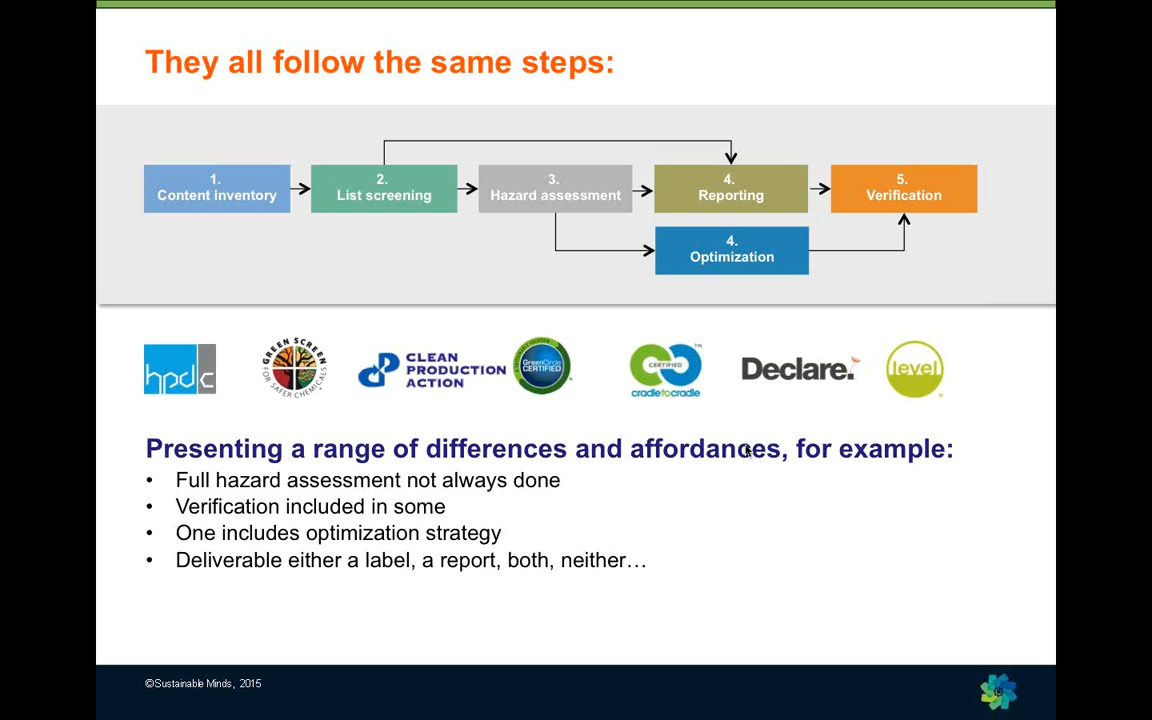 They all follow the same steps:
1.
Content inventory
2.
List screening
3.
Hazard assessment
4.
Reporting
5.
Verification
4.
Optimization
hpdc
GREEN SCREEN
FOR SAFER CHEMICALS
CLEAN
PRODUCTION
ACTION
GreenCircle
CERTIFIED
CERTIFIED
TM
cradletocradle
Declare.
level
Presenting a range of differences and affordances, for example:
• Full hazard assessment not always done
• Verification included in some
• One includes optimization strategy
• Deliverable either a label, a report, both, neither…
©Sustainable Minds, 2015